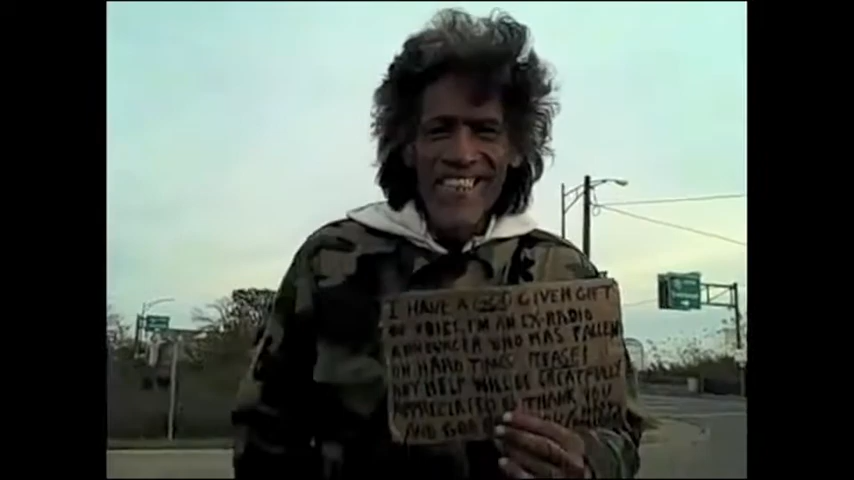 I HAVE A GOD GIVEN GIFT
OF VOICE. I'M AN EX-RADIO
ANNOUNCER WHO HAS FALLEN
ON HARD TIMES. PLEASE!
ANY HELP WILL BE GREATFULLY
APPRECIATED. THANK YOU
AND GOD